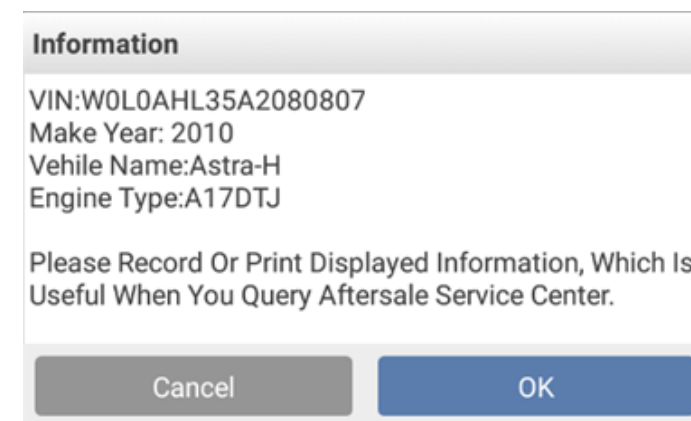 Information
VIN:W0L0AHL35A2080807
Make Year: 2010
Vehile Name:Astra-H
Engine Type:A17DTJ
Please Record Or Print Displayed Information, Which Is
Useful When You Query Aftersale Service Center.
Cancel
OK